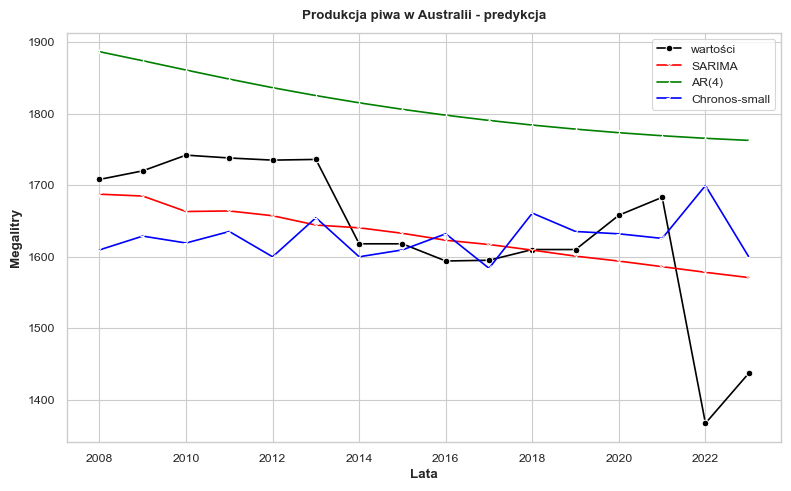 Produkcja piwa w Australii - predykcja
wartości
SARIMA
AR(4)
Chronos-small
1900
1800
1700
1600
1500
1400
Megalitry
2008 2010 2012 2014 2016 2018 2020 2022
Lata